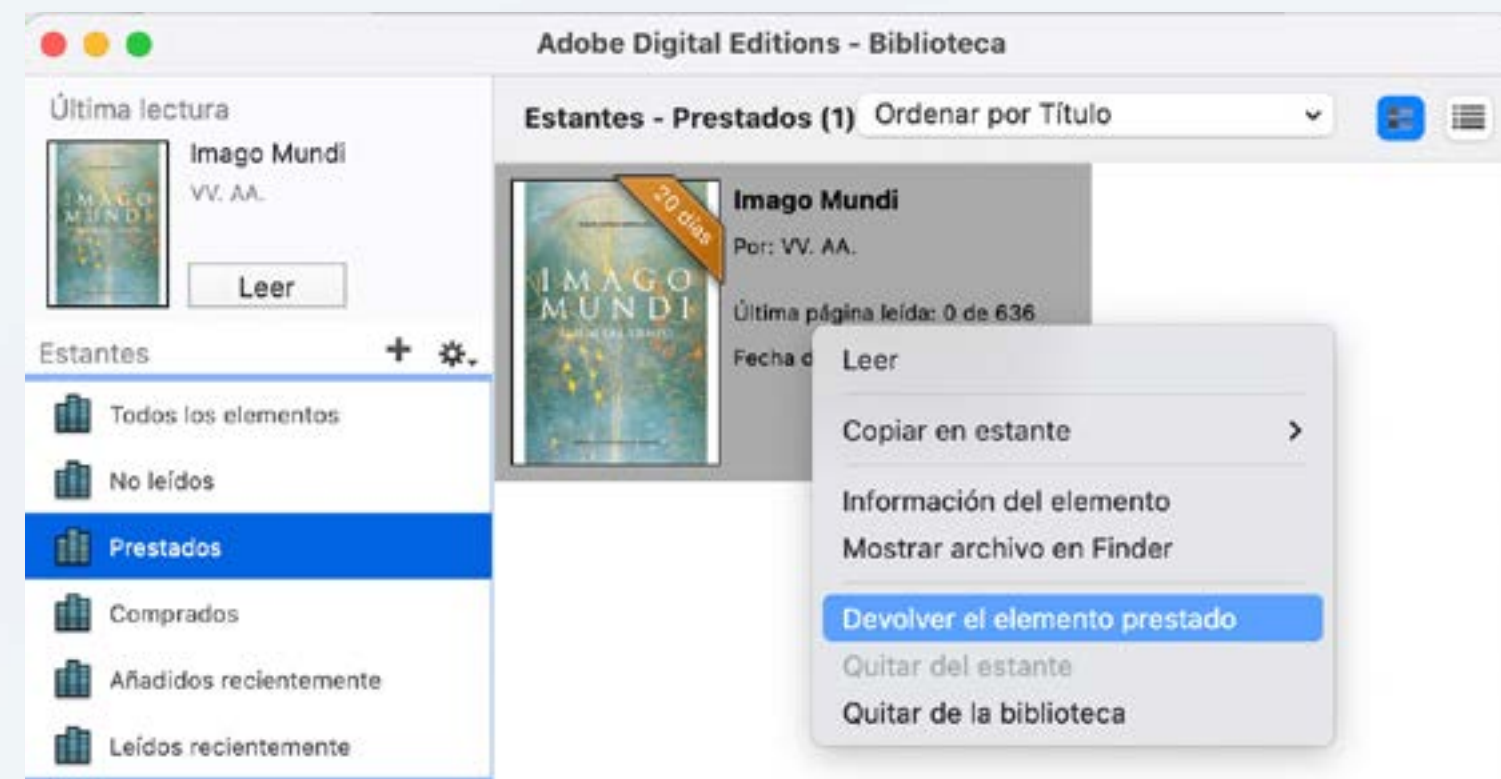 Adobe Digital Editions - Biblioteca
Última lectura
IMAGO
MUNDI
Imago Mundi
VV. AA.
Leer
Estantes
Todos los elementos
No leídos
Prestados
Comprados
Añadidos recientemente
Leídos recientemente
Estantes - Prestados (1) Ordenar por Título
20 días
IMAGO
MUNDI
Imago Mundi
Por: VV. AA.
Última página leída: 0 de 636
Fecha d
Leer
Copiar en estante
Información del elemento
Mostrar archivo en Finder
Devolver el elemento prestado
Quitar del estante
Quitar de la biblioteca